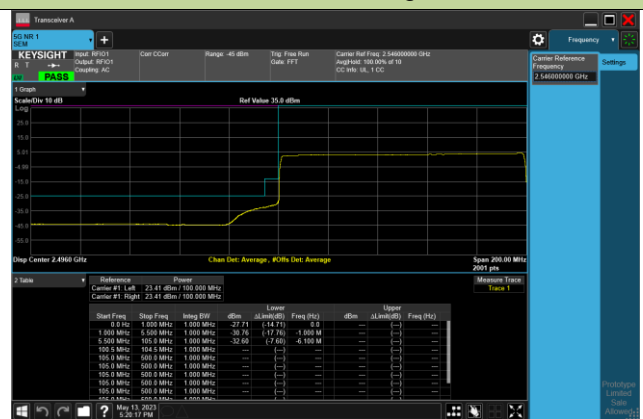 Transceiver A
5G NR 1
SEM
KEYSIGHT
R T
PASS
Input: RFIO1
Output: RFIO1
Coupling: AC
Corr CCorr
Range: -45 dBm
Trig: Free Run
Gate: FFT
Carrier Ref Freq: 2.546000000 GHz
Avg|Hold: 100.00% of 10
CC Info: UL, 1 CC
Frequency
Carrier Reference
Frequency
2.546000000 GHz
Settings
1 Graph
Scale/Div 10 dB
Ref Value 35.0 dBm
Log
25.0
15.0
5.01
-4.99
-15.0
-25.0
-35.0
-45.0
-55.0
Disp Center 2.4960 GHz
Chan Det: Average, #Offs Det: Average
Span 200.00 MHz
2001 pts
2 Table
Reference Power
Carrier #1: Left 23.41 dBm / 100.000 MHz
Carrier #1: Right 23.41 dBm / 100.000 MHz
Measure Trace
Trace 1
Lower Upper
Start Freq Stop Freq Integ BW dBm ΔLimit(dB) Freq (Hz) dBm ΔLimit(dB) Freq (Hz)
0.0 Hz 1.000 MHz 1.000 MHz -27.71 (-14.71) 0.0 --- (---) ---
1.000 MHz 5.500 MHz 1.000 MHz -30.76 (-17.76) -1.000 M --- (---) ---
5.500 MHz 105.0 MHz 1.000 MHz -32.60 (-7.60) -6.100 M --- (---) ---
100.5 MHz 104.5 MHz 1.000 MHz --- (---) --- --- (---) ---
105.0 MHz 500.0 MHz 1.000 MHz --- (---) --- --- (---) ---
105.0 MHz 500.0 MHz 1.000 MHz --- (---) --- --- (---) ---
105.0 MHz 500.0 MHz 1.000 MHz --- (---) --- --- (---) ---
105.0 MHz 500.0 MHz 1.000 MHz --- (---) --- --- (---) ---
105.0 MHz 500.0 MHz 1.000 MHz --- (---) --- --- (---) ---
May 13, 2023
5:20:17 PM
Prototype
Limited
Sale
Allowed